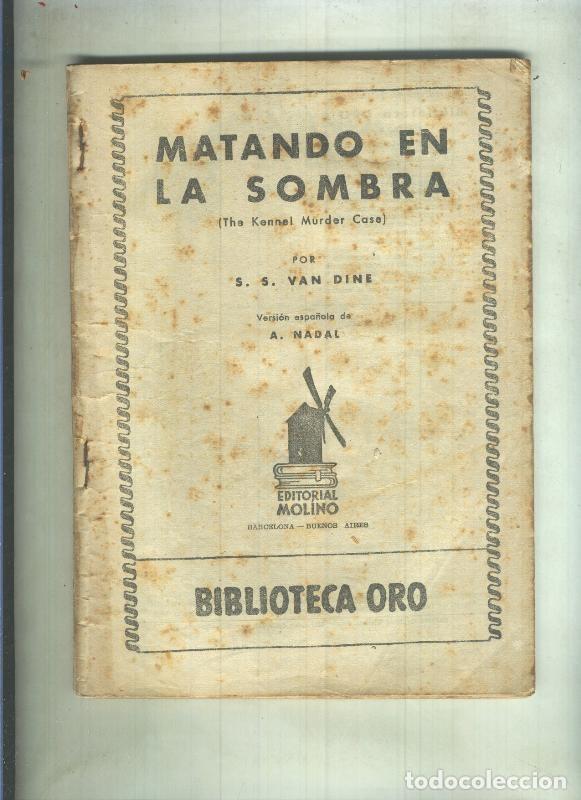 MATANDO EN
LA SOMBRA
(The Kennel Murder Case)
POR
S. S. VAN DINE
Versión española de
A. NADAL
EDITORIAL
MOLINO
BARCELONA — BUENOS AIRES
BIBLIOTECA ORO
todocoleccion.net